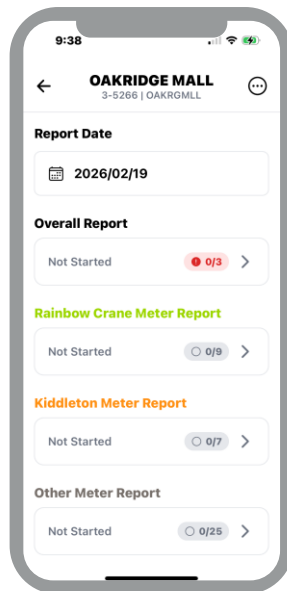 9:38
OAKRIDGE MALL
3-5266 | OAKRGMLL
Report Date
2026/02/19
Overall Report
Not Started
0/3
Rainbow Crane Meter Report
Not Started
0/9
Kiddleton Meter Report
Not Started
0/7
Other Meter Report
Not Started
0/25